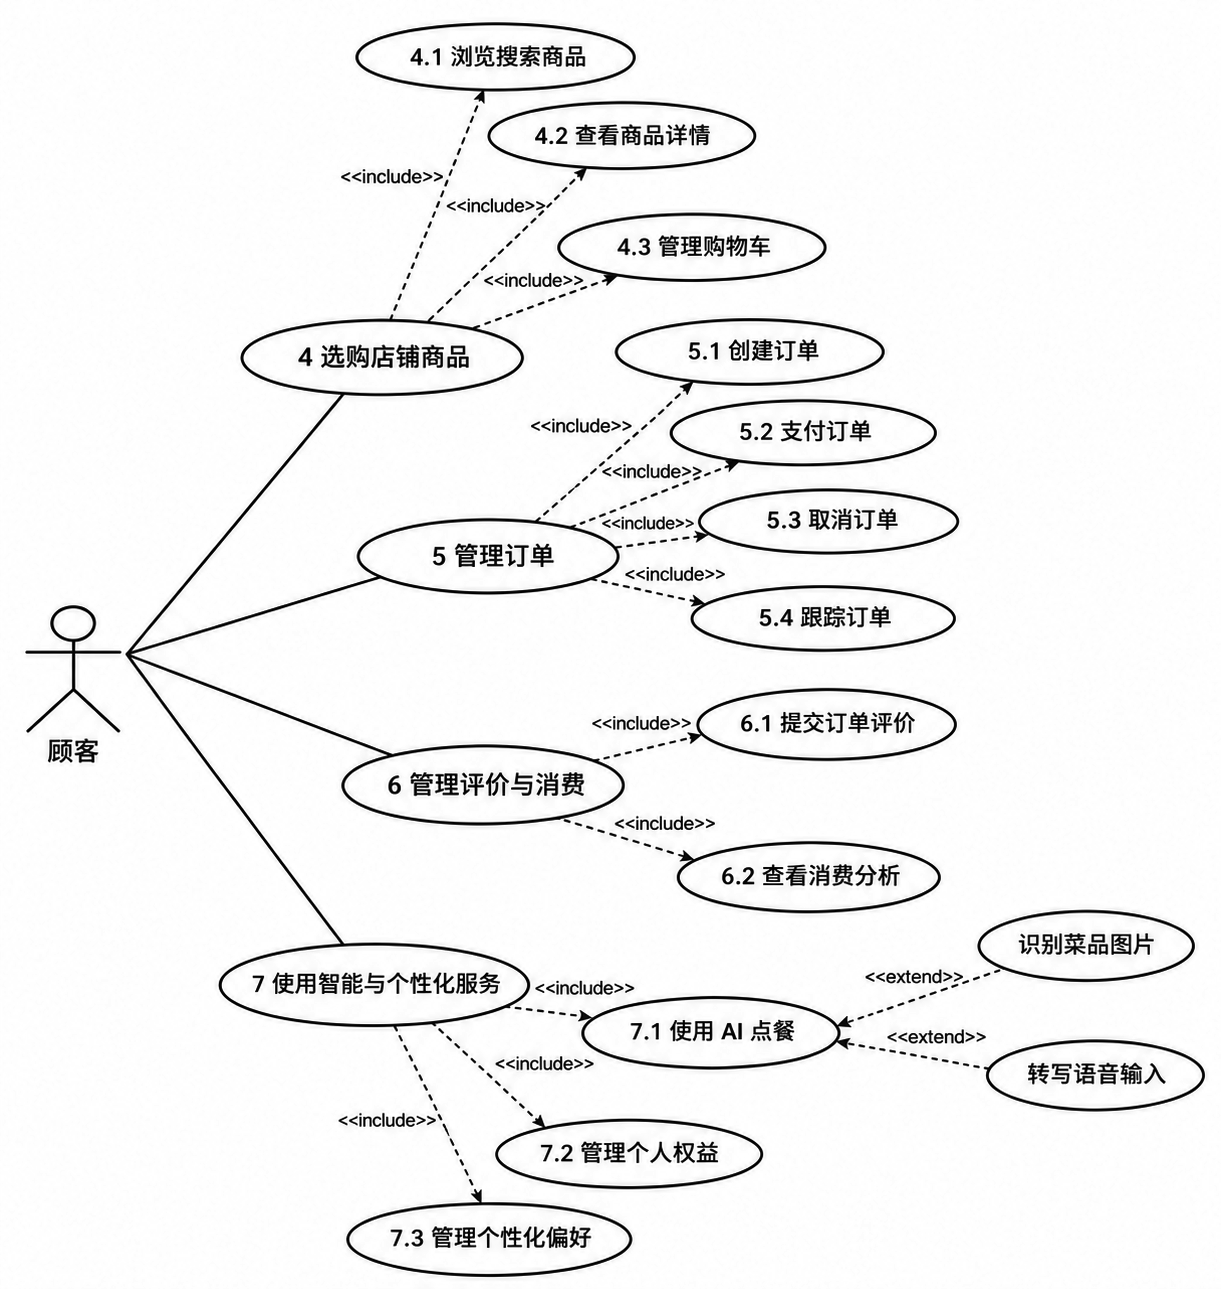 4.1 浏览搜索商品
4.2 查看商品详情
<<include>>
<<include>>
4.3 管理购物车
<<include>>
4 选购店铺商品
5.1 创建订单
<<include>>
5.2 支付订单
<<include>>
5.3 取消订单
<<include>>
5 管理订单
<<include>>
5.4 跟踪订单
顾客
<<include>>
6.1 提交订单评价
6 管理评价与消费
<<include>>
6.2 查看消费分析
识别菜品图片
<<extend>>
7 使用智能与个性化服务
<<include>>
7.1 使用 AI 点餐
<<extend>>
转写语音输入
<<include>>
<<include>>
7.2 管理个人权益
7.3 管理个性化偏好